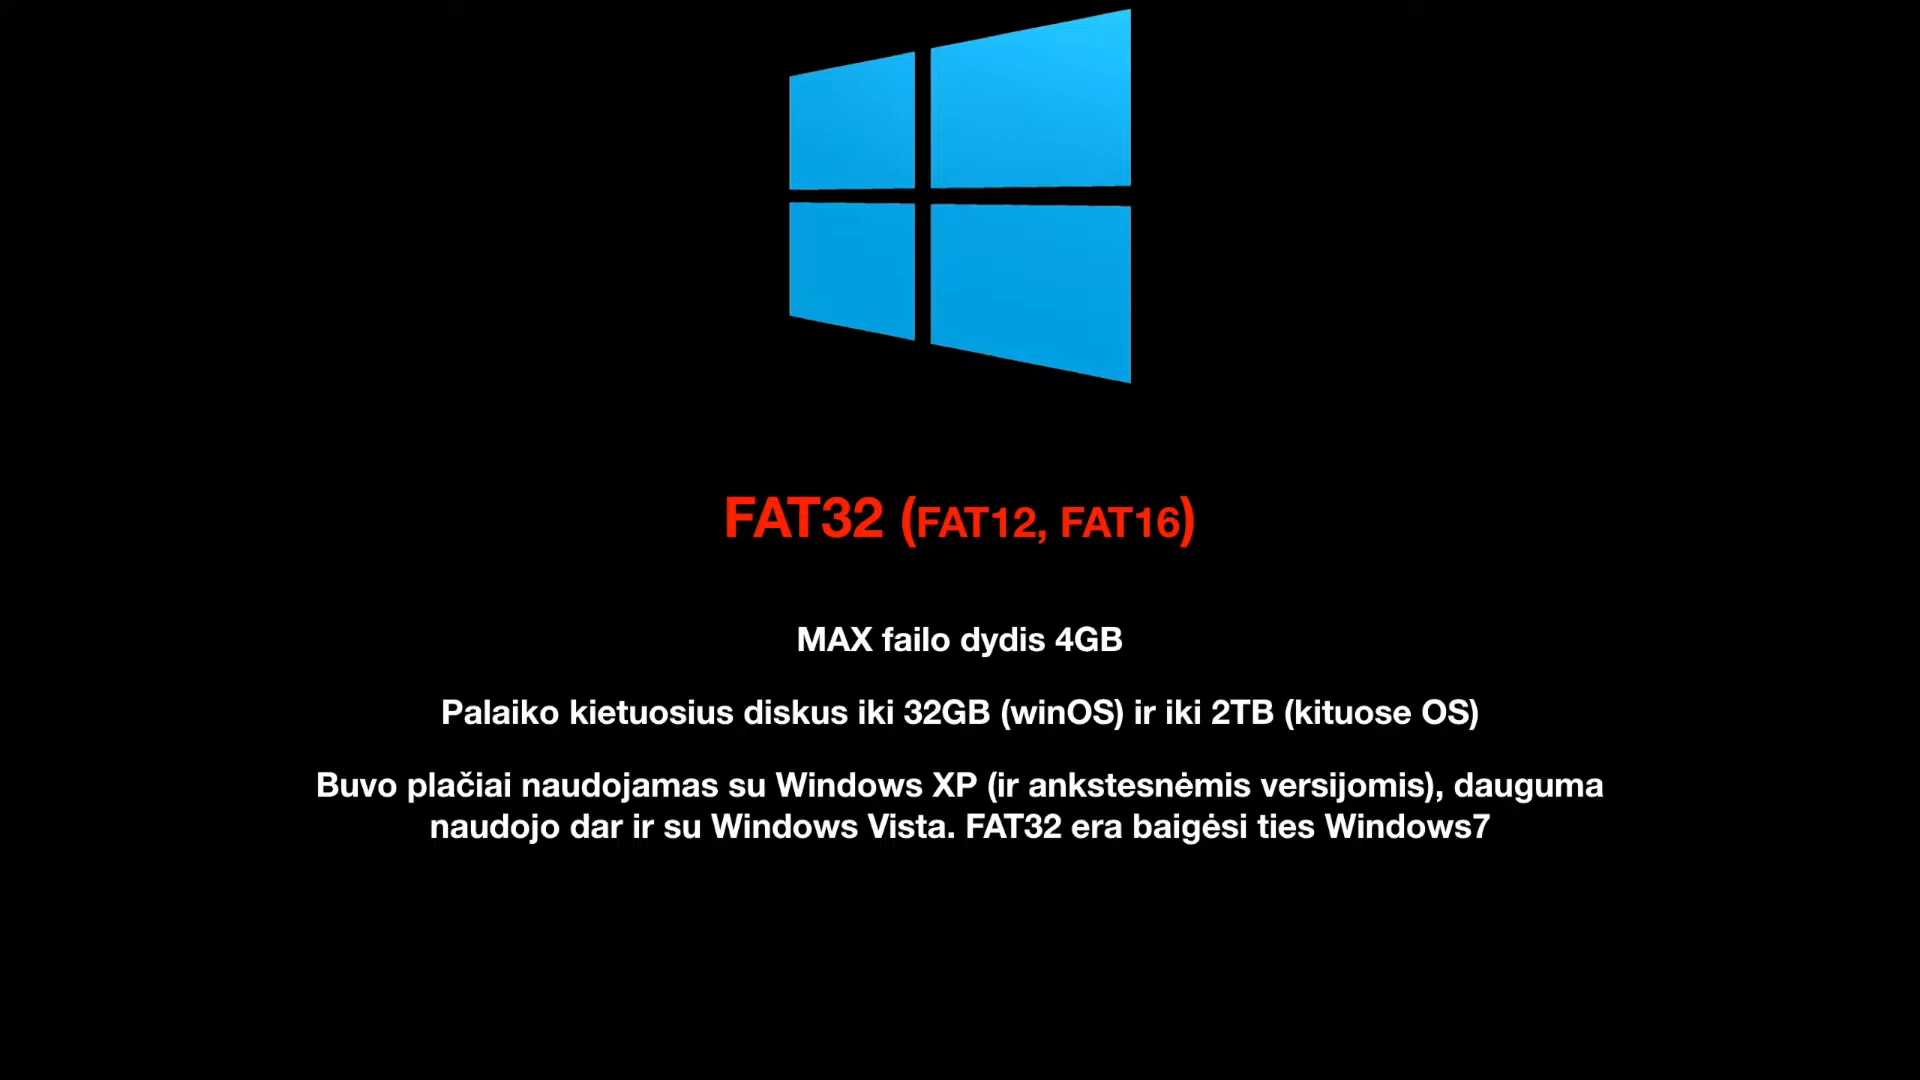 FAT32 (FAT12, FAT16)
MAX failo dydis 4GB
Palaiko kietuosius diskus iki 32GB (winOS) ir iki 2TB (kituose OS)
Buvo plačiai naudojamas su Windows XP (ir ankstesnėmis versijomis), dauguma
naudojo dar ir su Windows Vista. FAT32 era baigėsi ties Windows7